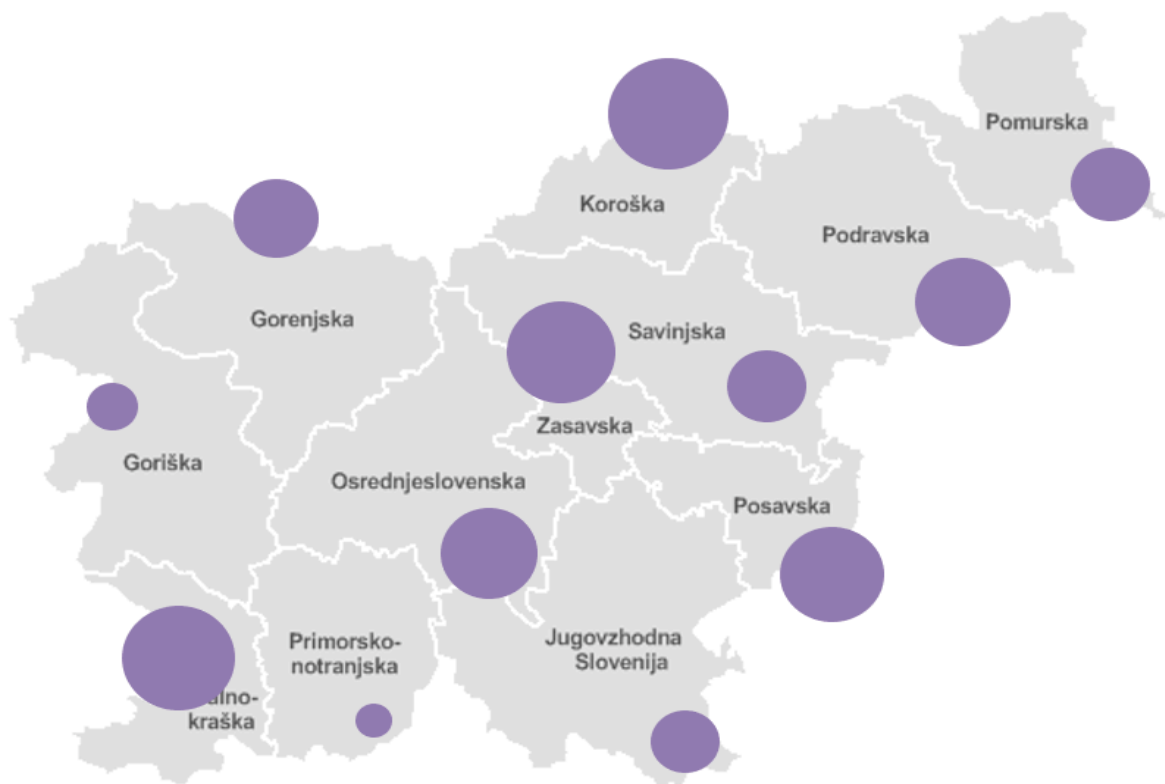 Pomurska
Koroška
Podravska
Gorenjska
Savinjska
Zasavska
Goriška
Osrednjeslovenska
Posavska
Primorsko-
notranjska
Jugovzhodna
Slovenija
kraška